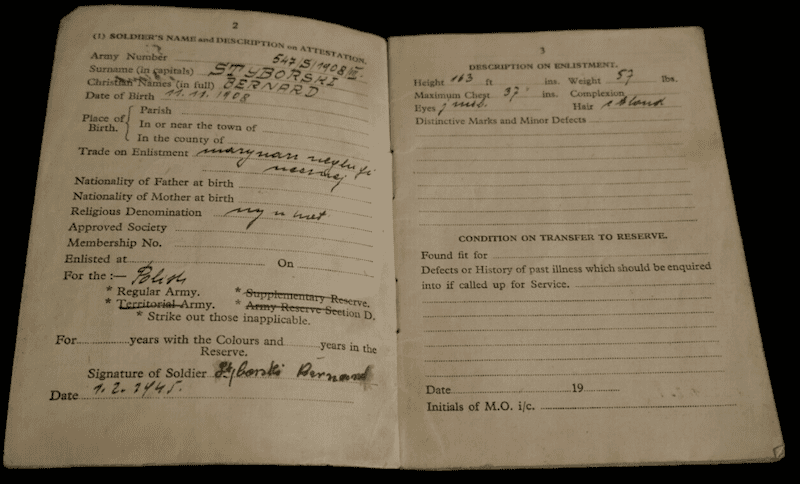 2
(1) SOLDIER'S NAME and DESCRIPTION on ATTESTATION.
Army Number 547/S/1908/III.
Surname (in capitals) STYBORSKI
Christian Names (in full) BERNARD
Date of Birth 11.11.1908
Place of Birth.
Parish
In or near the town of
In the county of
Trade on Enlistment marynarz
Nationality of Father at birth
Nationality of Mother at birth
Religious Denomination
Approved Society
Membership No.
Enlisted at On
For the :— Polish
* Regular Army. * Supplementary Reserve.
* Territorial Army. * Army Reserve Section D.
* Strike out those inapplicable.
For years with the Colours and years in the
Reserve.
Signature of Soldier Styborski Bernard
Date 1.2.1945.
3
DESCRIPTION ON ENLISTMENT.
Height 163 ft ins. Weight 57 lbs.
Maximum Chest 37 ins. Complexion
Eyes Hair
Distinctive Marks and Minor Defects
CONDITION ON TRANSFER TO RESERVE.
Found fit for
Defects or History of past illness which should be enquired
into if called up for Service.
Date 19
Initials of M.O. i/c.